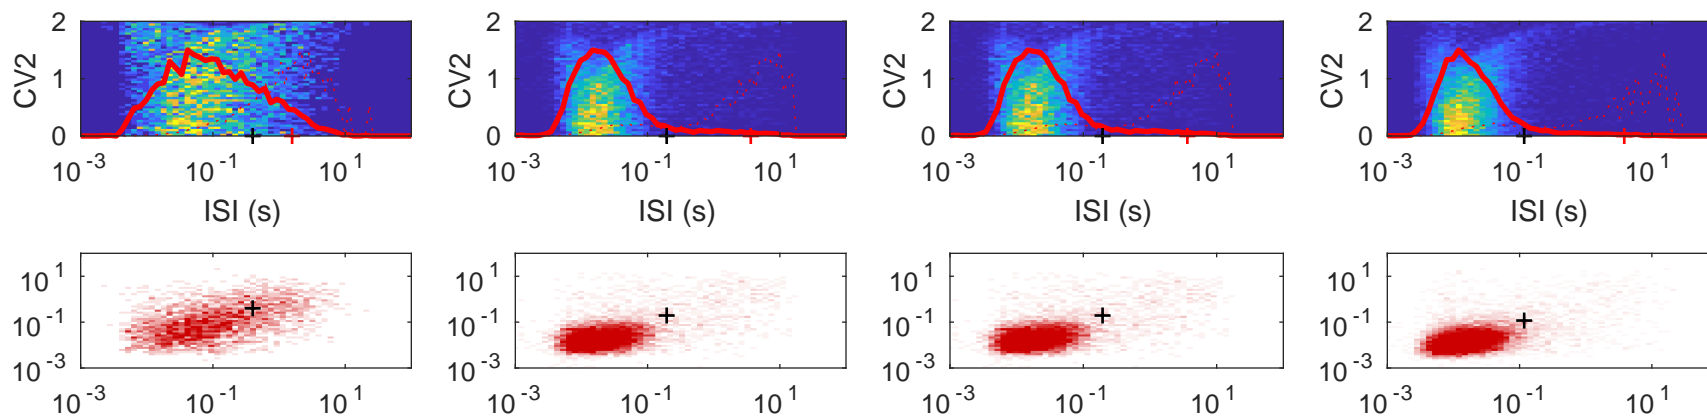 2 2 2 2
CV2 CV2 CV2 CV2
1 1 1 1
0 0 0 0
10^-3 10^-1 10^1 10^-3 10^-1 10^1 10^-3 10^-1 10^1 10^-3 10^-1 10^1
ISI (s) ISI (s) ISI (s) ISI (s)
10^1 10^1 10^1 10^1
10^-1 10^-1 10^-1 10^-1
10^-3 10^-3 10^-3 10^-3
10^-3 10^-1 10^1 10^-3 10^-1 10^1 10^-3 10^-1 10^1 10^-3 10^-1 10^1